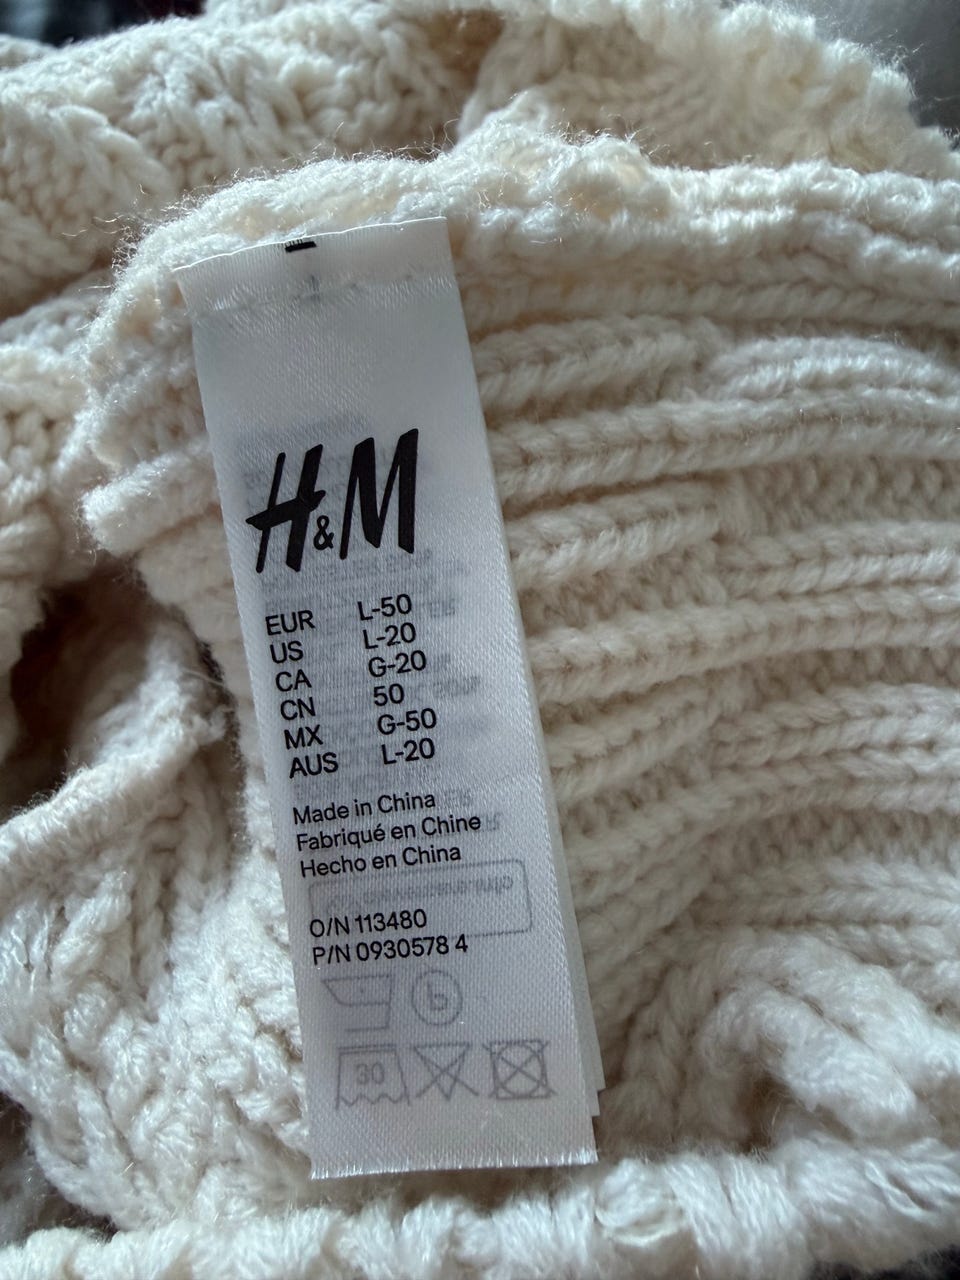 H&M
EUR L-50
US L-20
CA G-20
CN 50
MX G-50
AUS L-20
Made in China
Fabriqué en Chine
Hecho en China
O/N 113480
P/N 0930578 4
30